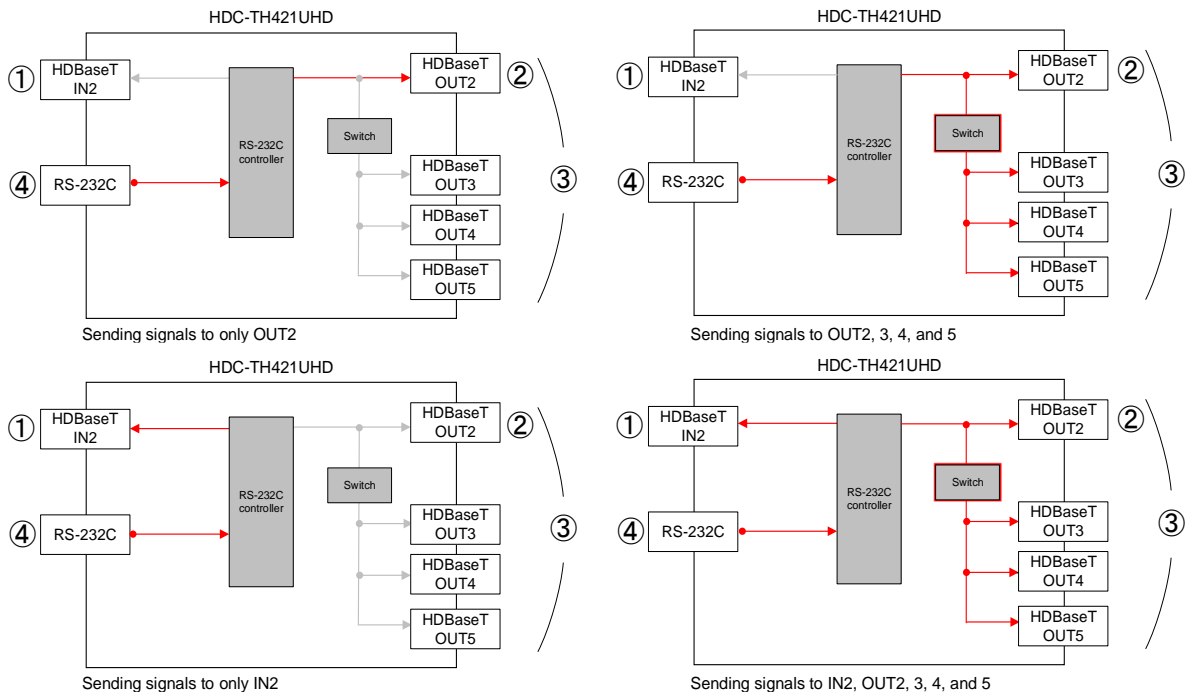 HDC-TH421UHD
①
HDBaseT
IN2
④
RS-232C
RS-232C
controller
Switch
HDBaseT
OUT2
②
HDBaseT
OUT3
③
HDBaseT
OUT4
HDBaseT
OUT5
Sending signals to only OUT2
HDC-TH421UHD
①
HDBaseT
IN2
④
RS-232C
RS-232C
controller
Switch
HDBaseT
OUT2
②
HDBaseT
OUT3
③
HDBaseT
OUT4
HDBaseT
OUT5
Sending signals to OUT2, 3, 4, and 5
HDC-TH421UHD
①
HDBaseT
IN2
④
RS-232C
RS-232C
controller
Switch
HDBaseT
OUT2
②
HDBaseT
OUT3
③
HDBaseT
OUT4
HDBaseT
OUT5
Sending signals to only IN2
HDC-TH421UHD
①
HDBaseT
IN2
④
RS-232C
RS-232C
controller
Switch
HDBaseT
OUT2
②
HDBaseT
OUT3
③
HDBaseT
OUT4
HDBaseT
OUT5
Sending signals to IN2, OUT2, 3, 4, and 5